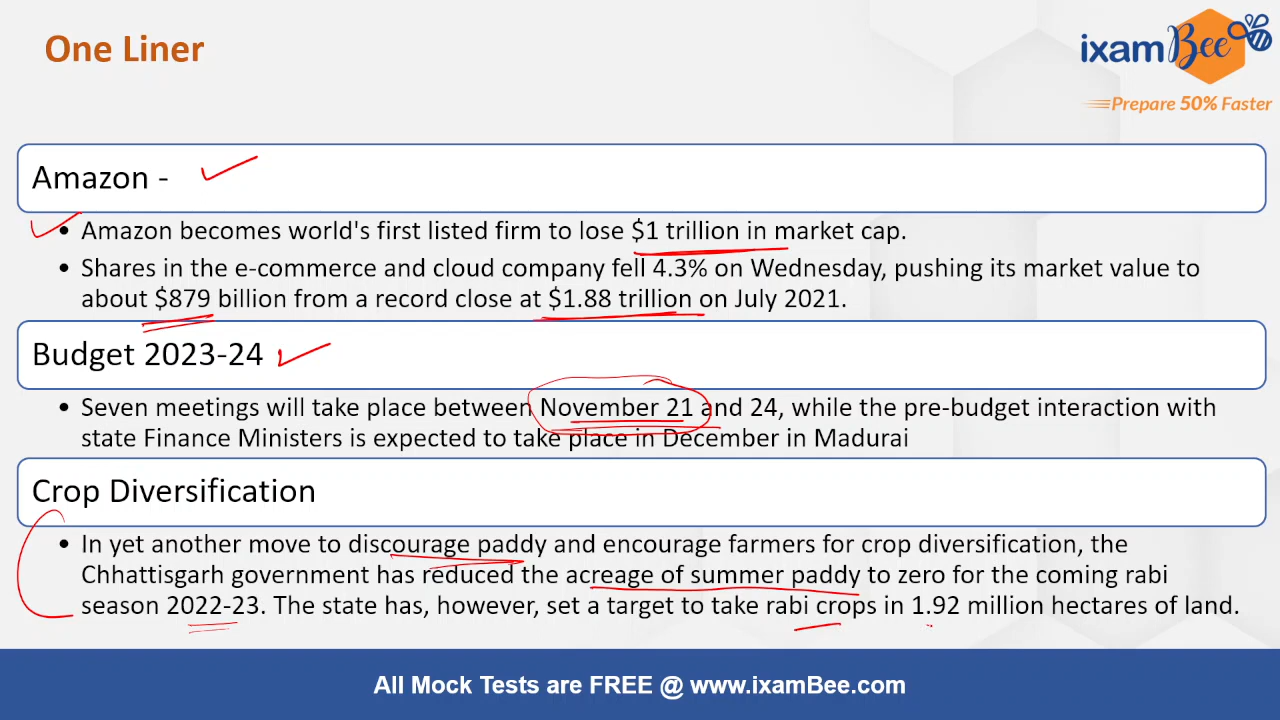 One Liner
ixamBee
Prepare 50% Faster
Amazon -
• Amazon becomes world's first listed firm to lose $1 trillion in market cap.
• Shares in the e-commerce and cloud company fell 4.3% on Wednesday, pushing its market value to
about $879 billion from a record close at $1.88 trillion on July 2021.
Budget 2023-24
• Seven meetings will take place between November 21 and 24, while the pre-budget interaction with
state Finance Ministers is expected to take place in December in Madurai
Crop Diversification
• In yet another move to discourage paddy and encourage farmers for crop diversification, the
Chhattisgarh government has reduced the acreage of summer paddy to zero for the coming rabi
season 2022-23. The state has, however, set a target to take rabi crops in 1.92 million hectares of land.
All Mock Tests are FREE @ www.ixamBee.com